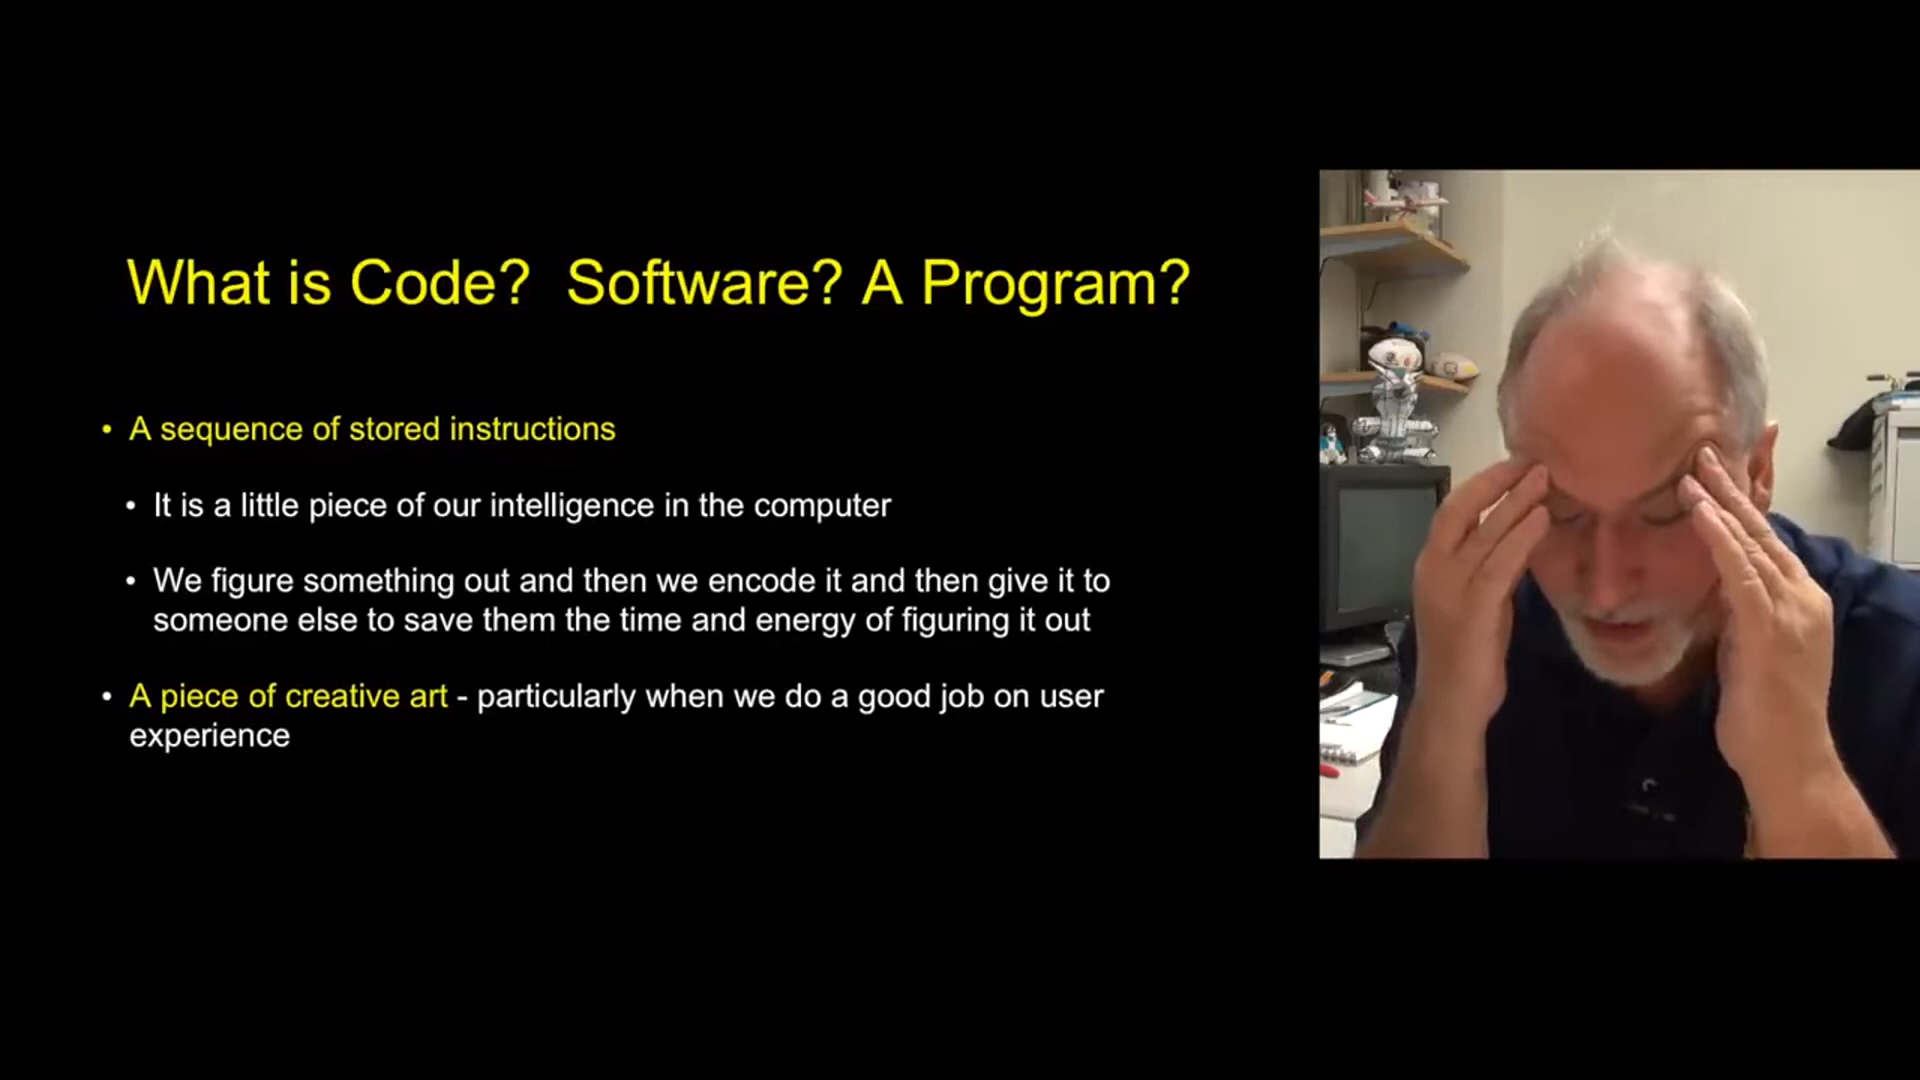 What is Code?  Software? A Program?
• A sequence of stored instructions
• It is a little piece of our intelligence in the computer
• We figure something out and then we encode it and then give it to
someone else to save them the time and energy of figuring it out
• A piece of creative art - particularly when we do a good job on user
experience